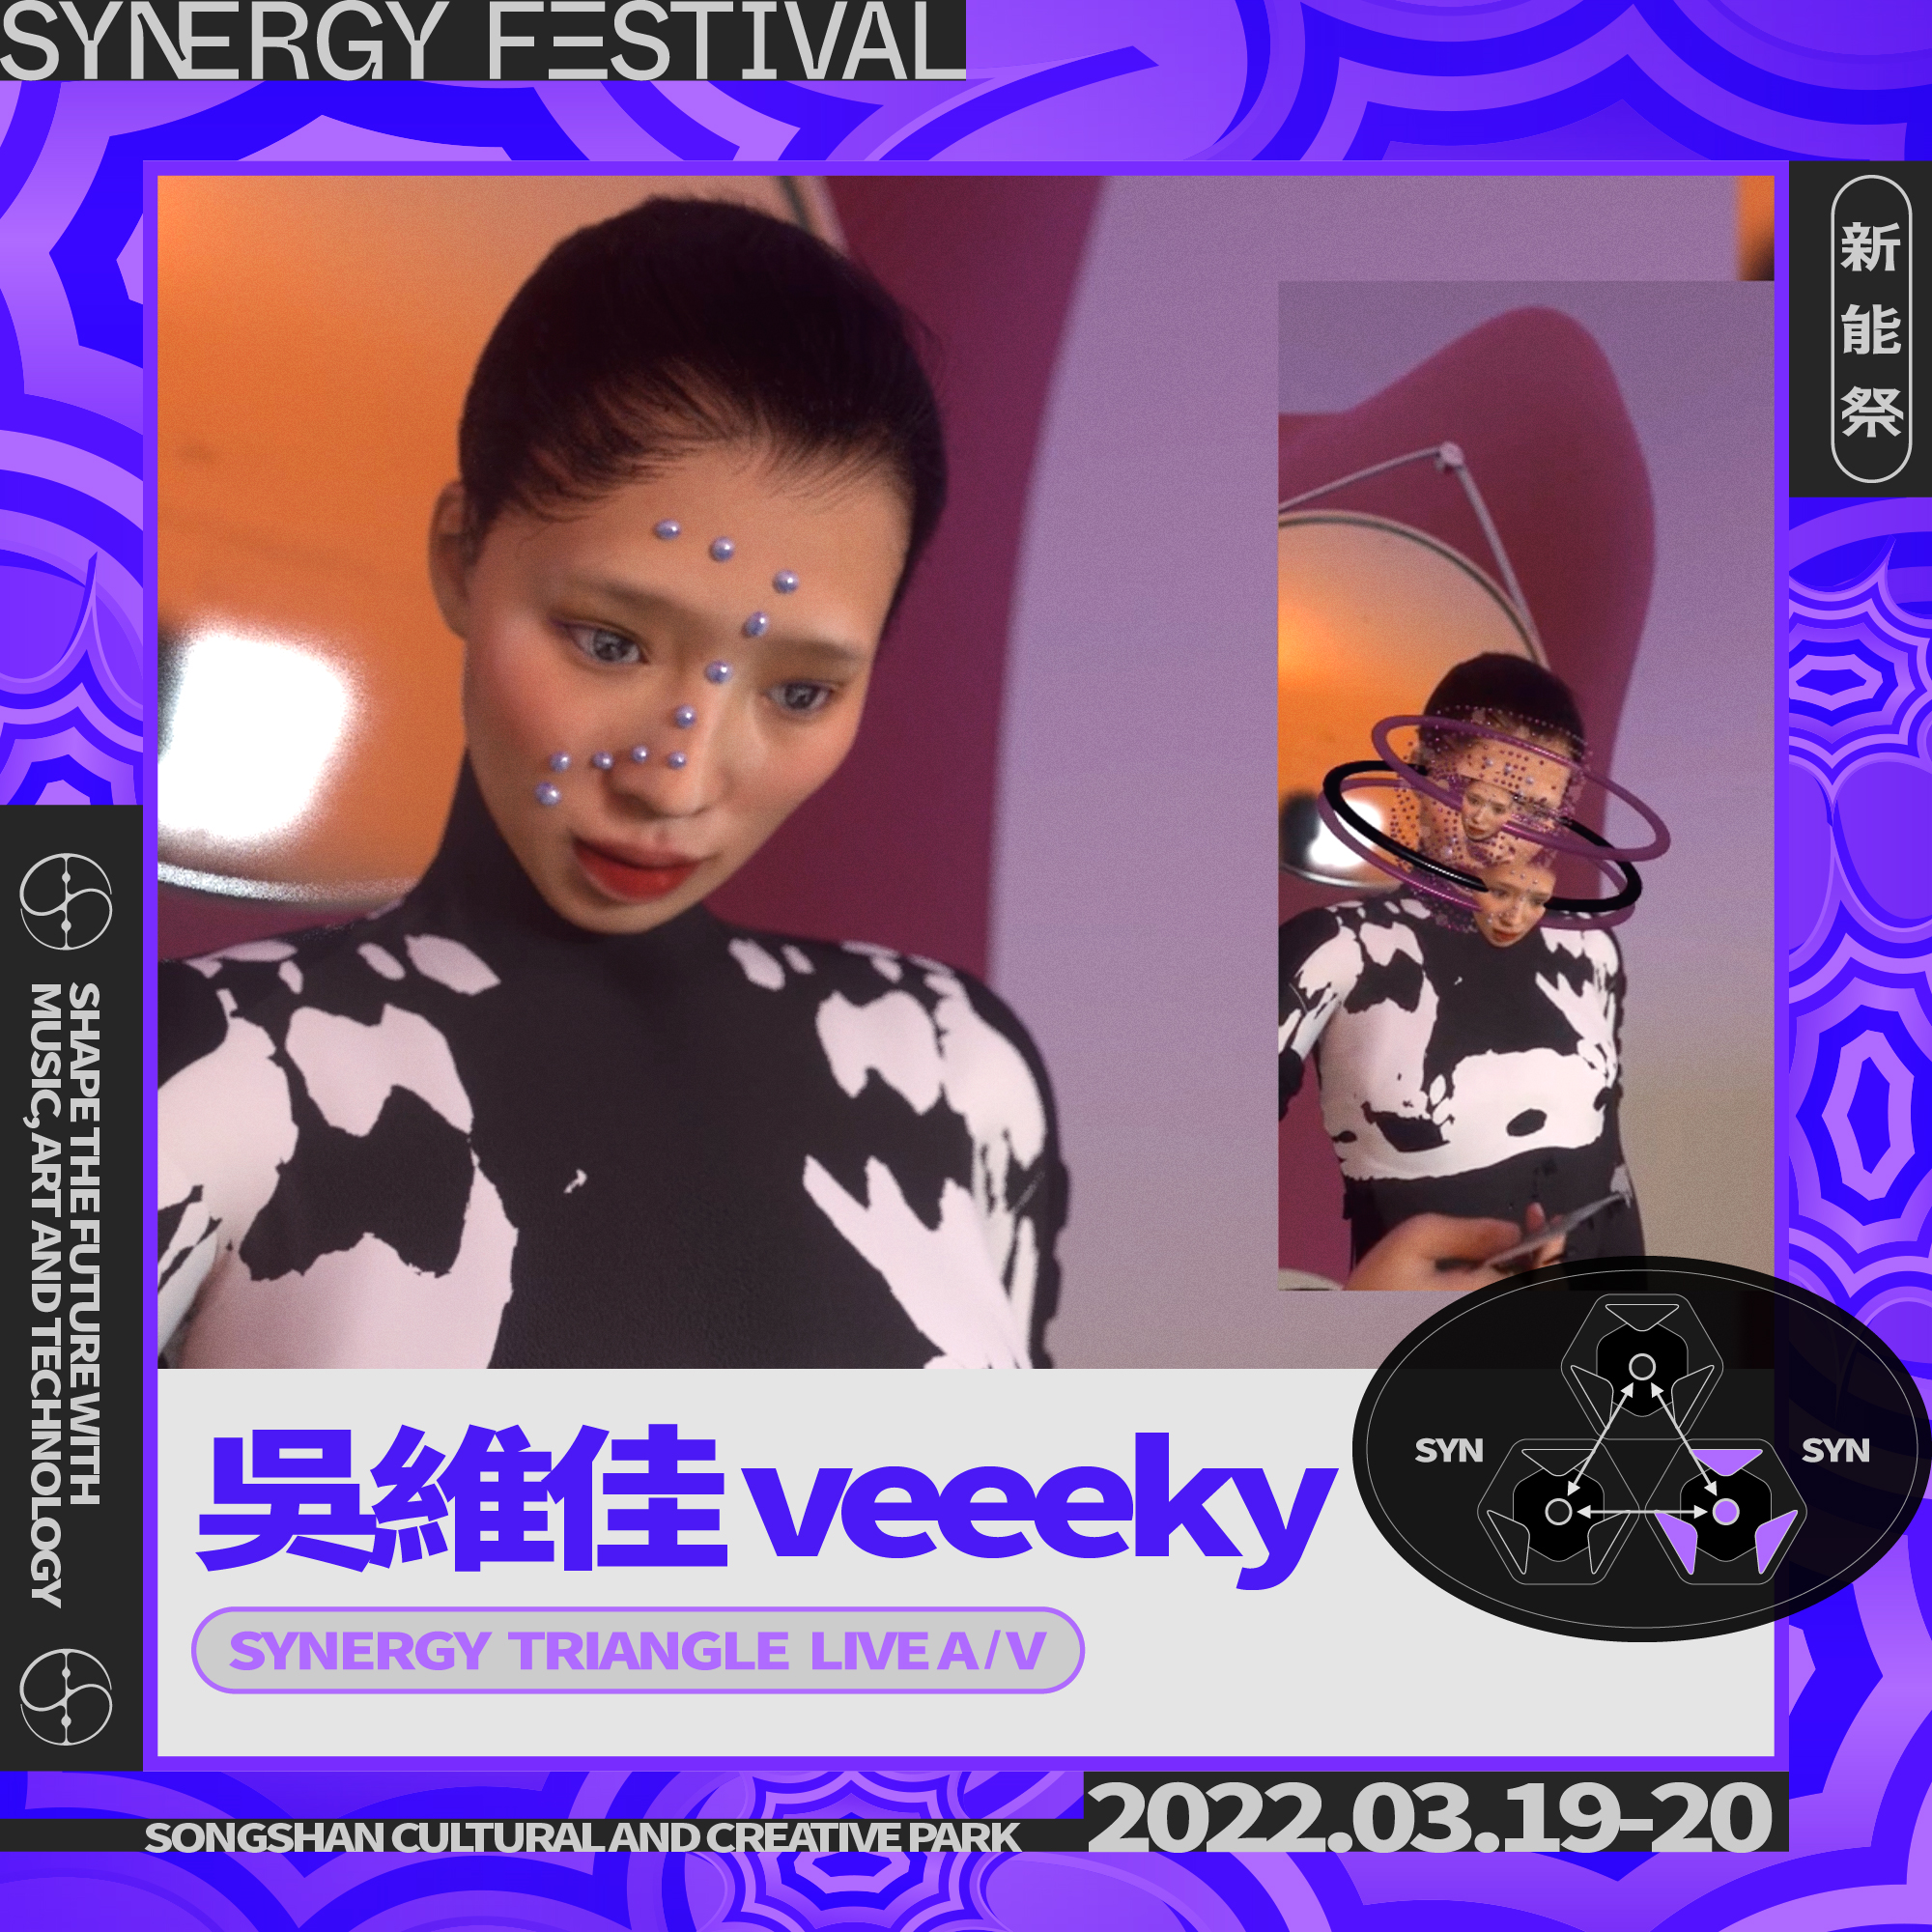 SYNERGY FESTIVAL
新能祭
SHAPE THE FUTURE WITH
MUSIC, ART AND TECHNOLOGY
SYN
SYN
吳維佳 veeeky
SYNERGY TRIANGLE LIVE A/V
SONGSHAN CULTURAL AND CREATIVE PARK
2022.03.19-20